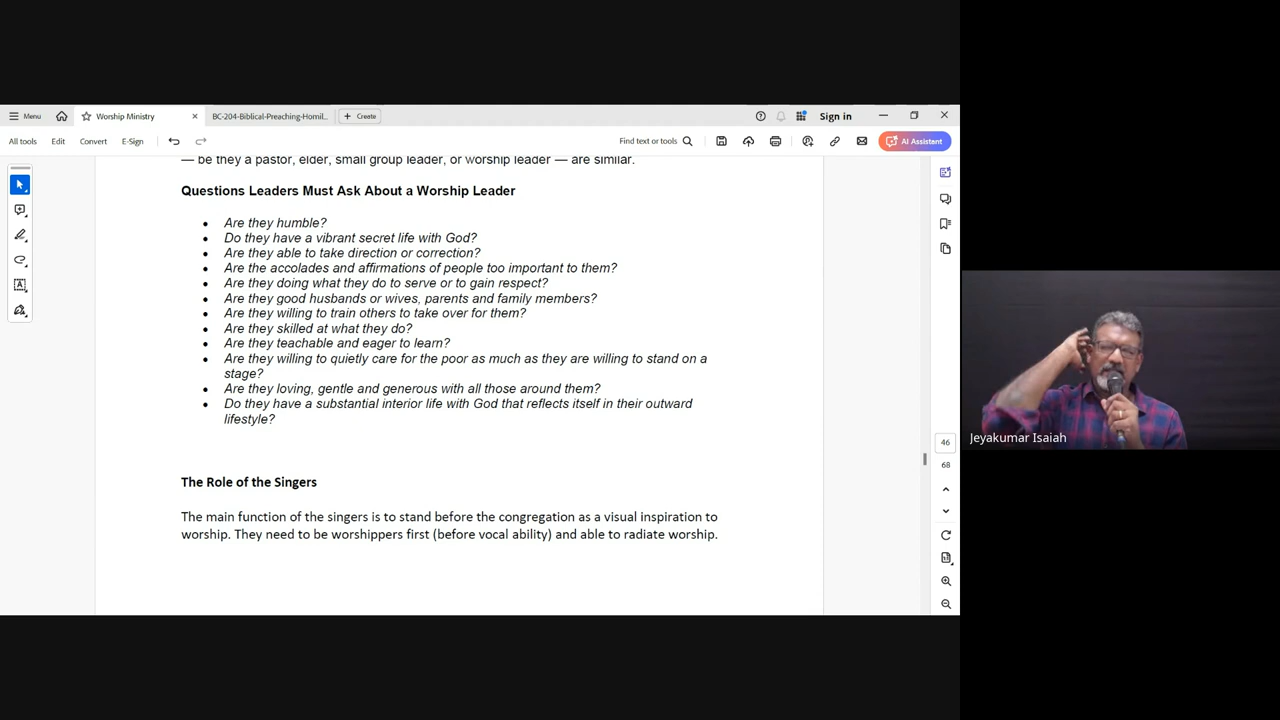 Menu
Worship Ministry
BC-204-Biblical-Preaching-Homil...
Create
Sign in
All tools
Edit
Convert
E-Sign
Find text or tools
AI Assistant
— be they a pastor, elder, small group leader, or worship leader — are similar.
Questions Leaders Must Ask About a Worship Leader
• Are they humble?
• Do they have a vibrant secret life with God?
• Are they able to take direction or correction?
• Are the accolades and affirmations of people too important to them?
• Are they doing what they do to serve or to gain respect?
• Are they good husbands or wives, parents and family members?
• Are they willing to train others to take over for them?
• Are they skilled at what they do?
• Are they teachable and eager to learn?
• Are they willing to quietly care for the poor as much as they are willing to stand on a
stage?
• Are they loving, gentle and generous with all those around them?
• Do they have a substantial interior life with God that reflects itself in their outward
lifestyle?
The Role of the Singers
The main function of the singers is to stand before the congregation as a visual inspiration to
worship. They need to be worshippers first (before vocal ability) and able to radiate worship.
46
68
Jeyakumar Isaiah